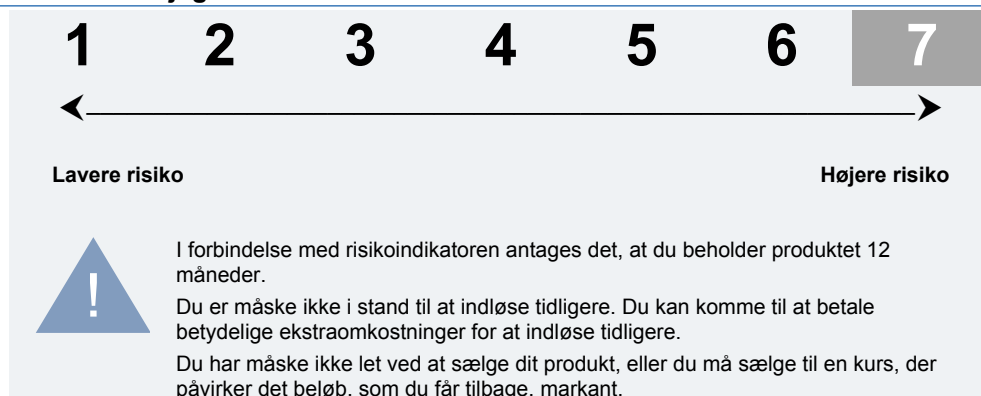 1 2 3 4 5 6 7
Lavere risiko Højere risiko
!
I forbindelse med risikoindikatoren antages det, at du beholder produktet 12
måneder.
Du er måske ikke i stand til at indløse tidligere. Du kan komme til at betale
betydelige ekstraomkostninger for at indløse tidligere.
Du har måske ikke let ved at sælge dit produkt, eller du må sælge til en kurs, der
påvirker det beløb, som du får tilbage, markant.